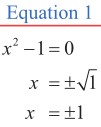 Equation 1
x² − 1 = 0
x = ±√1
x = ±1